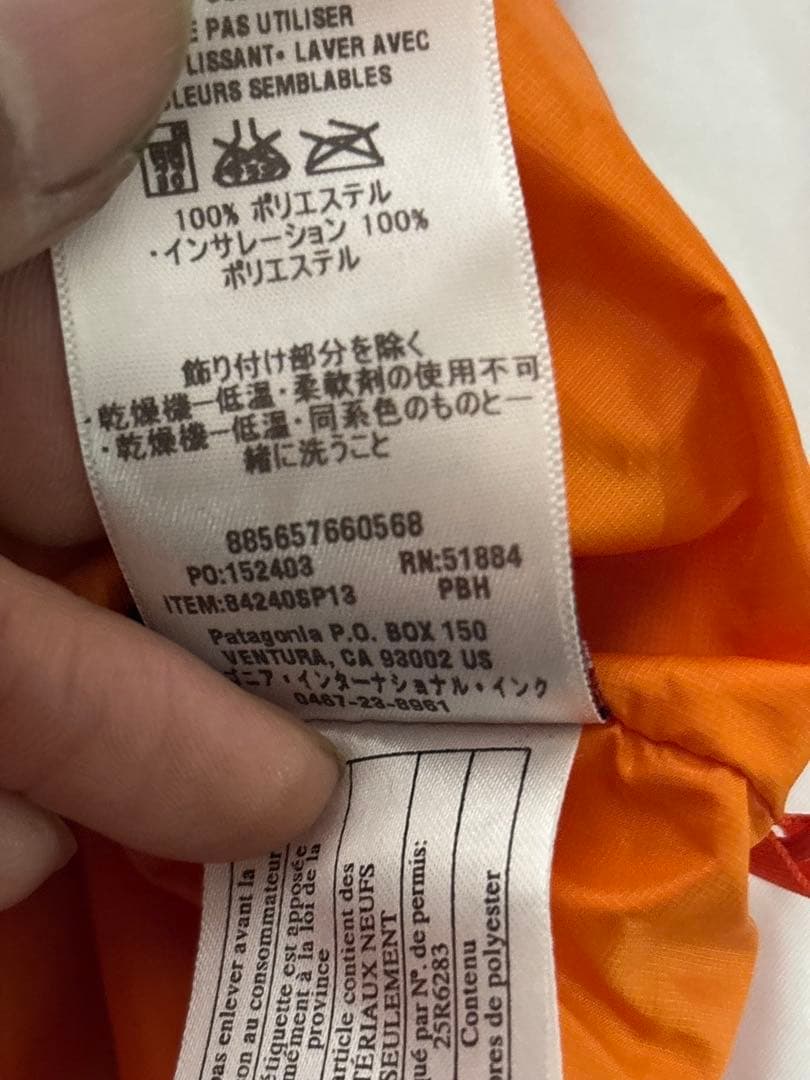 PAS UTILISER
LISSANT• LAVER AVEC
LEURS SEMBLABLES
100% ポリエステル
・インサレーション 100%
ポリエステル
飾り付け部分を除く
・乾燥機ー低温・柔軟剤の使用不可
・乾燥機ー低温・同系色のものと一
緒に洗うこと
885657660568
PO:152403 RN:51884
ITEM:84240SP13 PBH
Patagonia P.O. BOX 150
VENTURA, CA 93002 US
ゴニア・インターナショナル・インク
0467-23-8961
pas enlever avant la
on au consommateur
étiquette est apposée
mément à la loi de la
province
article contient des
TÉRIAUX NEUFS
SEULEMENT
qué par N°. de permis:
25R6283
Contenu
bres de polyester